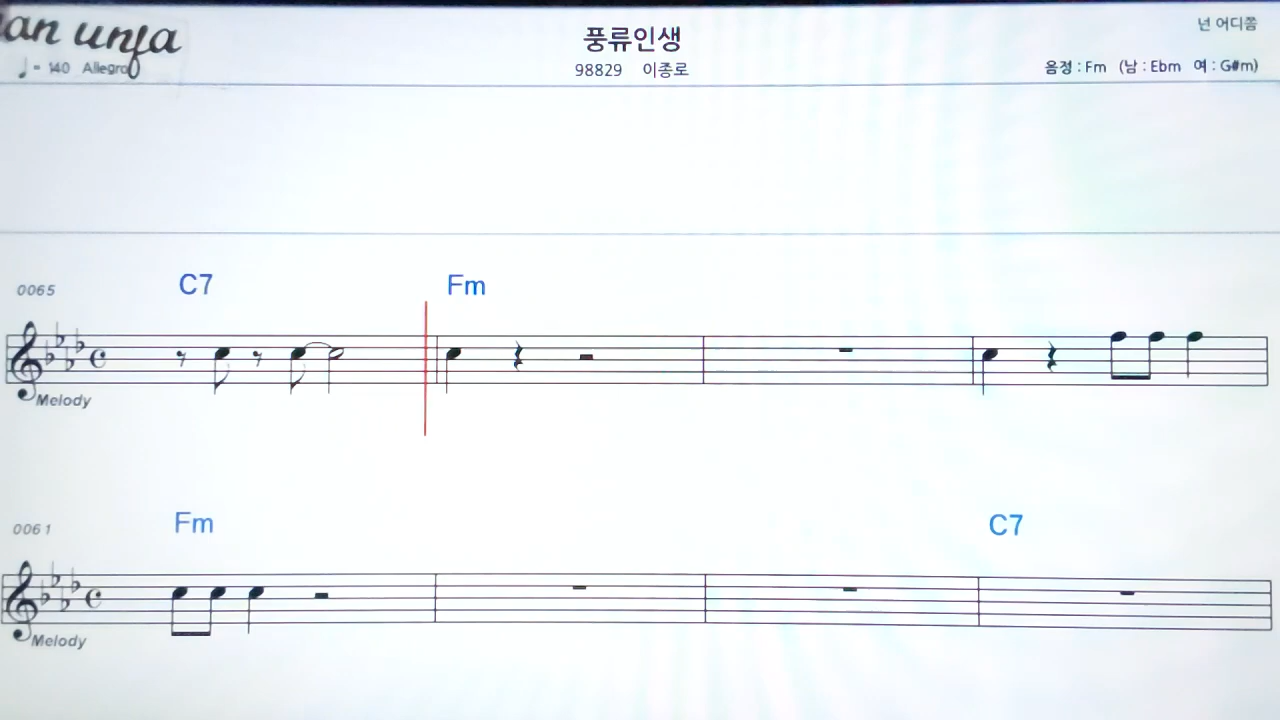 an unfa
풍류인생
넌 어디쯤
♩ = 140 Allegro
98829 이종로
음정 : Fm (남 : Ebm 여 : G#m)
C7 Fm
0065
Melody
Fm C7
0061
Melody